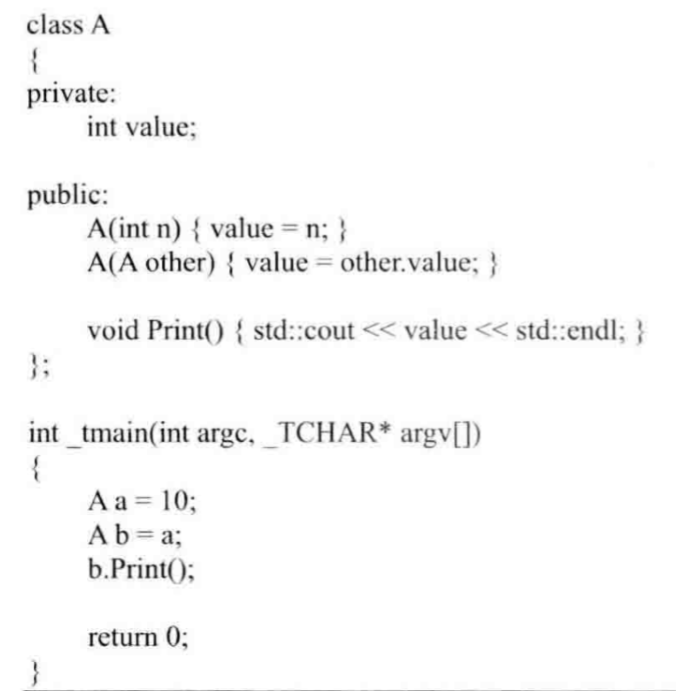 class A
{
private:
int value;
public:
A(int n) { value = n; }
A(A other) { value = other.value; }
void Print() { std::cout << value << std::endl; }
};
int _tmain(int argc, _TCHAR* argv[])
{
A a = 10;
A b = a;
b.Print();
return 0;
}